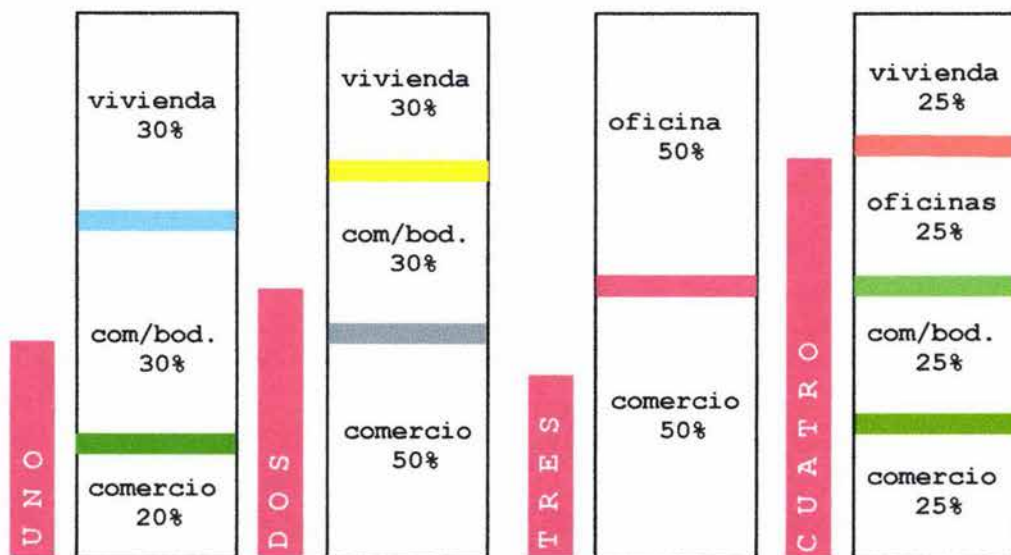 UNO
vivienda
30%
com/bod.
30%
comercio
20%
DOS
vivienda
30%
com/bod.
30%
comercio
50%
TRES
oficina
50%
comercio
50%
CUATRO
vivienda
25%
oficinas
25%
com/bod.
25%
comercio
25%